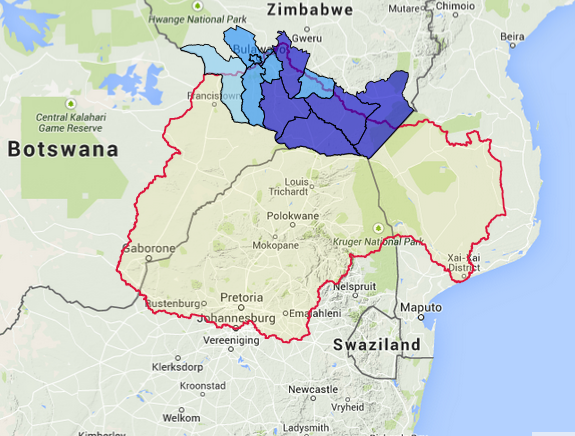 Hwange National Park
Zimbabwe
Mutare
Chimoio
Gweru
Bulawayo
Beira
Francistown
Central Kalahari
Game Reserve
Botswana
Louis
Trichardt
Polokwane
Mokopane
Kruger National Park
Gaborone
Xai-Xai
District
Nelspruit
Rustenburg
Pretoria
Emalahleni
Johannesburg
Maputo
Vereeniging
Swaziland
Klerksdorp
Kroonstad
Newcastle
Vryheid
Welkom
Ladysmith
Kimberley